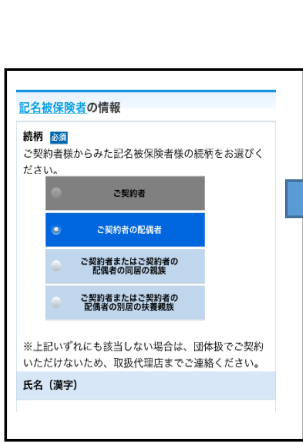 記名被保険者の情報
続柄 必須
ご契約者様からみた記名被保険者様の続柄をお選びく
ださい。
ご契約者
ご契約者の配偶者
ご契約者またはご契約者の
配偶者の同居の親族
ご契約者またはご契約者の
配偶者の別居の扶養親族
※上記いずれにも該当しない場合は、団体扱でご契約
いただけないため、取扱代理店までご連絡ください。
氏名（漢字）